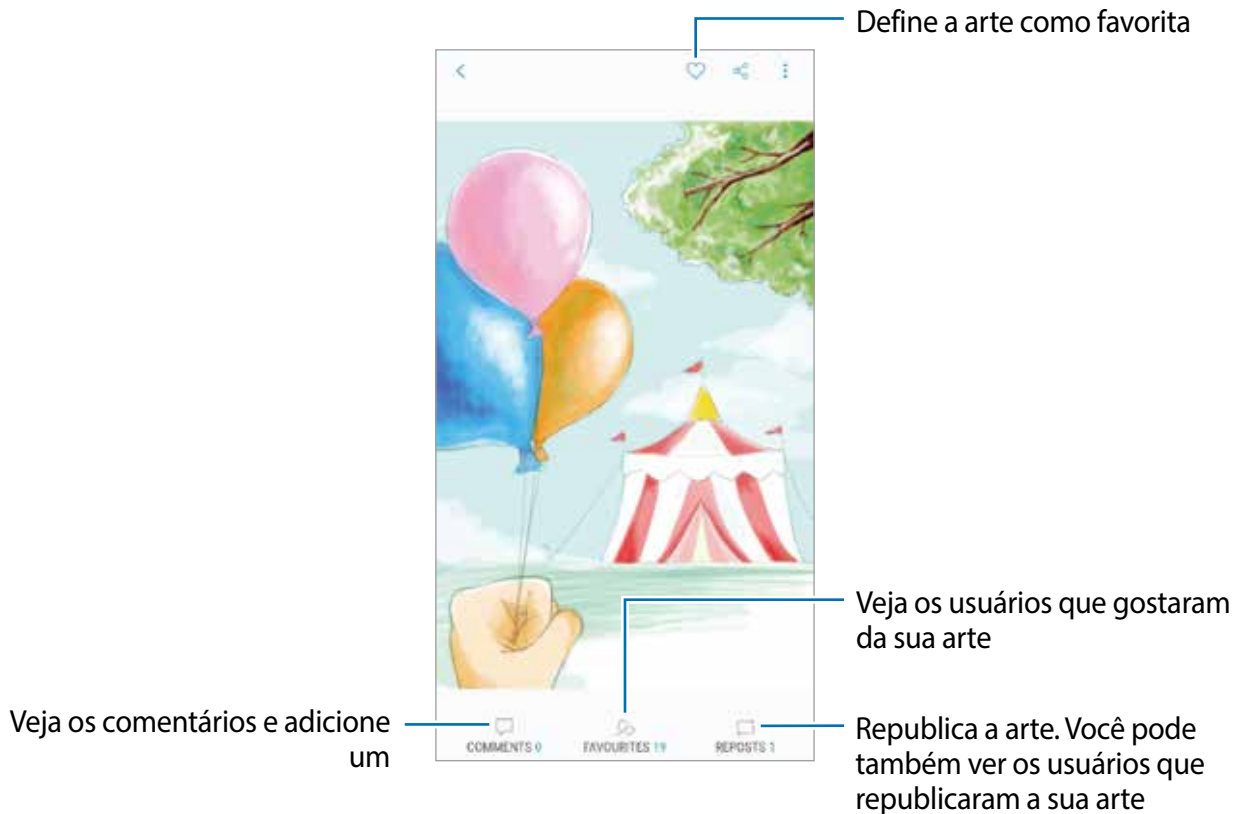 Define a arte como favorita
Veja os usuários que gostaram
da sua arte
Veja os comentários e adicione
um
COMMENTS 0
FAVOURITES 19
REPOSTS 1
Republica a arte. Você pode
também ver os usuários que
republicaram a sua arte